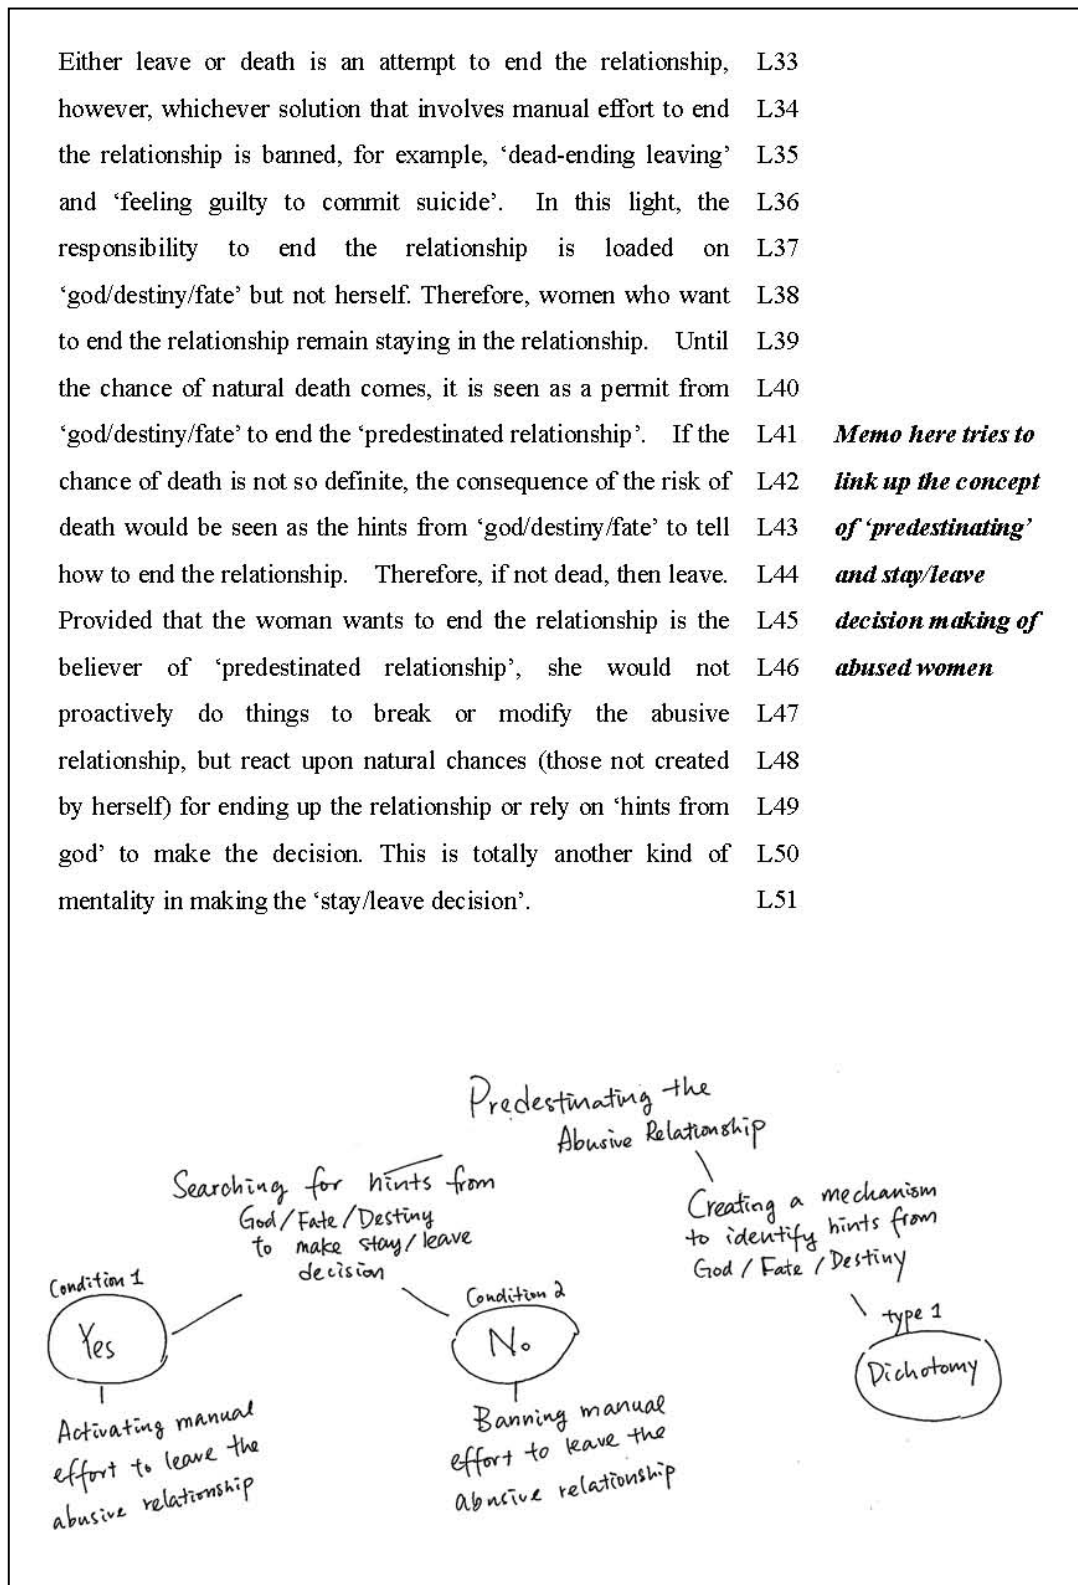 Either leave or death is an attempt to end the relationship, L33
however, whichever solution that involves manual effort to end L34
the relationship is banned, for example, ‘dead-ending leaving’ L35
and ‘feeling guilty to commit suicide’. In this light, the L36
responsibility to end the relationship is loaded on L37
‘god/destiny/fate’ but not herself. Therefore, women who want L38
to end the relationship remain staying in the relationship. Until L39
the chance of natural death comes, it is seen as a permit from L40
‘god/destiny/fate’ to end the ‘predestinated relationship’. If the L41 Memo here tries to
chance of death is not so definite, the consequence of the risk of L42 link up the concept
death would be seen as the hints from ‘god/destiny/fate’ to tell L43 of ‘predestinating’
how to end the relationship. Therefore, if not dead, then leave. L44 and stay/leave
Provided that the woman wants to end the relationship is the L45 decision making of
believer of ‘predestinated relationship’, she would not L46 abused women
proactively do things to break or modify the abusive L47
relationship, but react upon natural chances (those not created L48
by herself) for ending up the relationship or rely on ‘hints from L49
god’ to make the decision. This is totally another kind of L50
mentality in making the ‘stay/leave decision’. L51
Predestinating the
Abusive Relationship
Searching for hints from
God/Fate/Destiny
to make stay/leave
decision
Creating a mechanism
to identify hints from
God/Fate/Destiny
Condition 1
Yes
Condition 2
No
type 1
Dichotomy
Activating manual
effort to leave the
abusive relationship
Banning manual
effort to leave the
abusive relationship